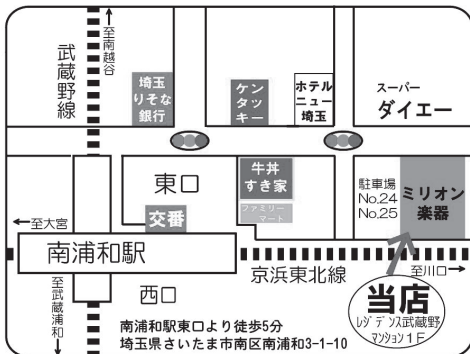 至南越谷
武蔵野線
埼玉
りそな
銀行
ケン
タッ
キー
ホテル
ニュー
埼玉
スーパー
ダイエー
東口
牛丼
すき家
ファミリー
マート
駐車場
No.24
No.25
ミリオン
楽器
交番
←至大宮
南浦和駅
京浜東北線
至川口→
至武蔵浦和
西口
当店
レジデンス武蔵野
マンション1F
南浦和駅東口より徒歩5分
埼玉県さいたま市南区南浦和3-1-10